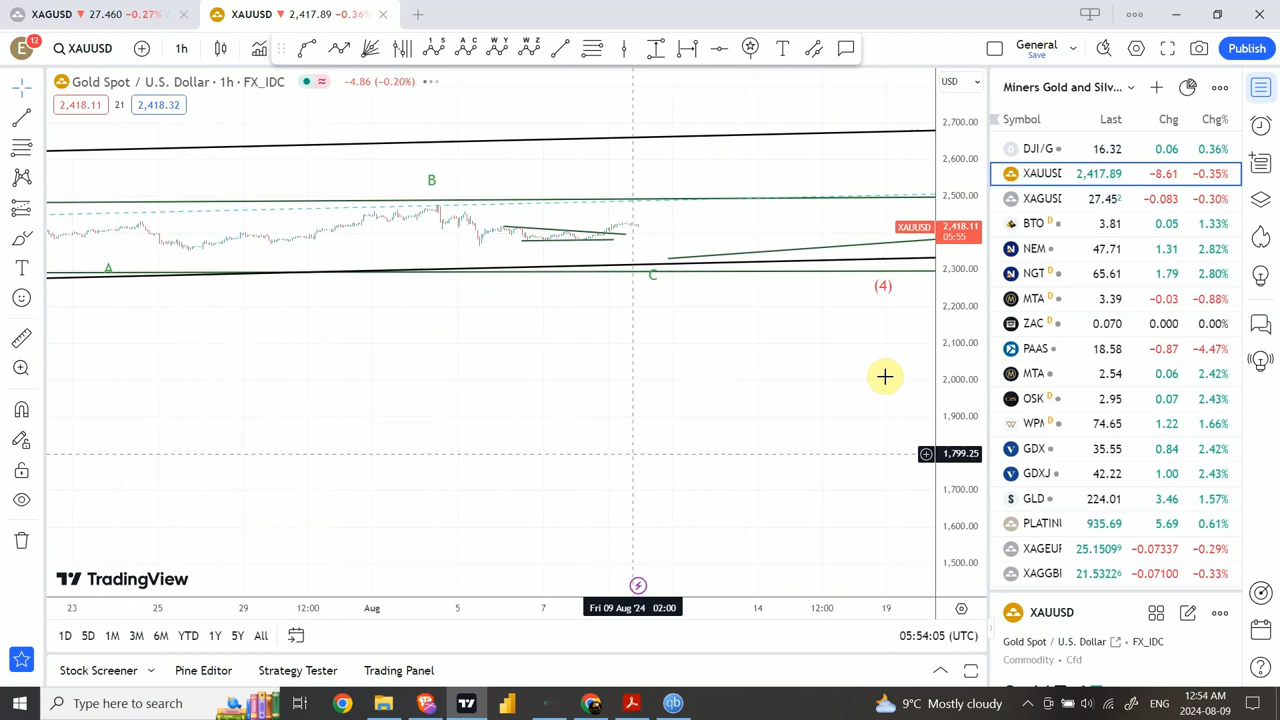 XAGUSD ▼ 27.460 −0.27%
XAUUSD ▼ 2,417.89 −0.36%
E 12
XAUUSD
1h
General
Save
Publish
Gold Spot / U.S. Dollar · 1h · FX_IDC
−4.86 (−0.20%)
2,418.11 21 2,418.32
USD
2,700.00
2,600.00
2,500.00
XAUUSD 2,418.11
05:55
2,300.00
2,200.00
2,100.00
2,000.00
1,900.00
1,799.25
1,700.00
1,600.00
1,500.00
A
B
C
(4)
TradingView
23
25
29
12:00
Aug
5
7
Fri 09 Aug '24 02:00
14
12:00
19
1D 5D 1M 3M 6M YTD 1Y 5Y All
05:54:05 (UTC)
Stock Screener
Pine Editor
Strategy Tester
Trading Panel
Miners Gold and Silv...
Symbol Last Chg Chg%
DJI/G 16.32 0.06 0.36%
XAUUSD 2,417.89 −8.61 −0.35%
XAGUSD 27.452 −0.083 −0.30%
BTO D 3.81 0.05 1.33%
NEM 47.71 1.31 2.82%
NGT D 65.61 1.79 2.80%
MTA D 3.39 −0.03 −0.88%
ZAC D 0.070 0.000 0.00%
PAAS 18.58 −0.87 −4.47%
MTA 2.54 0.06 2.42%
OSK D 2.95 0.07 2.43%
WPM D 74.65 1.22 1.66%
GDX 35.55 0.84 2.42%
GDXJ 42.22 1.00 2.43%
GLD 224.01 3.46 1.57%
PLATINU 935.69 5.69 0.61%
XAGEUR 25.15099 −0.07337 −0.29%
XAGGBP 21.53226 −0.07100 −0.33%
XAUUSD
Gold Spot / U.S. Dollar · FX_IDC
Commodity · Cfd
Type here to search
9°C Mostly cloudy
12:54 AM
2024-08-09